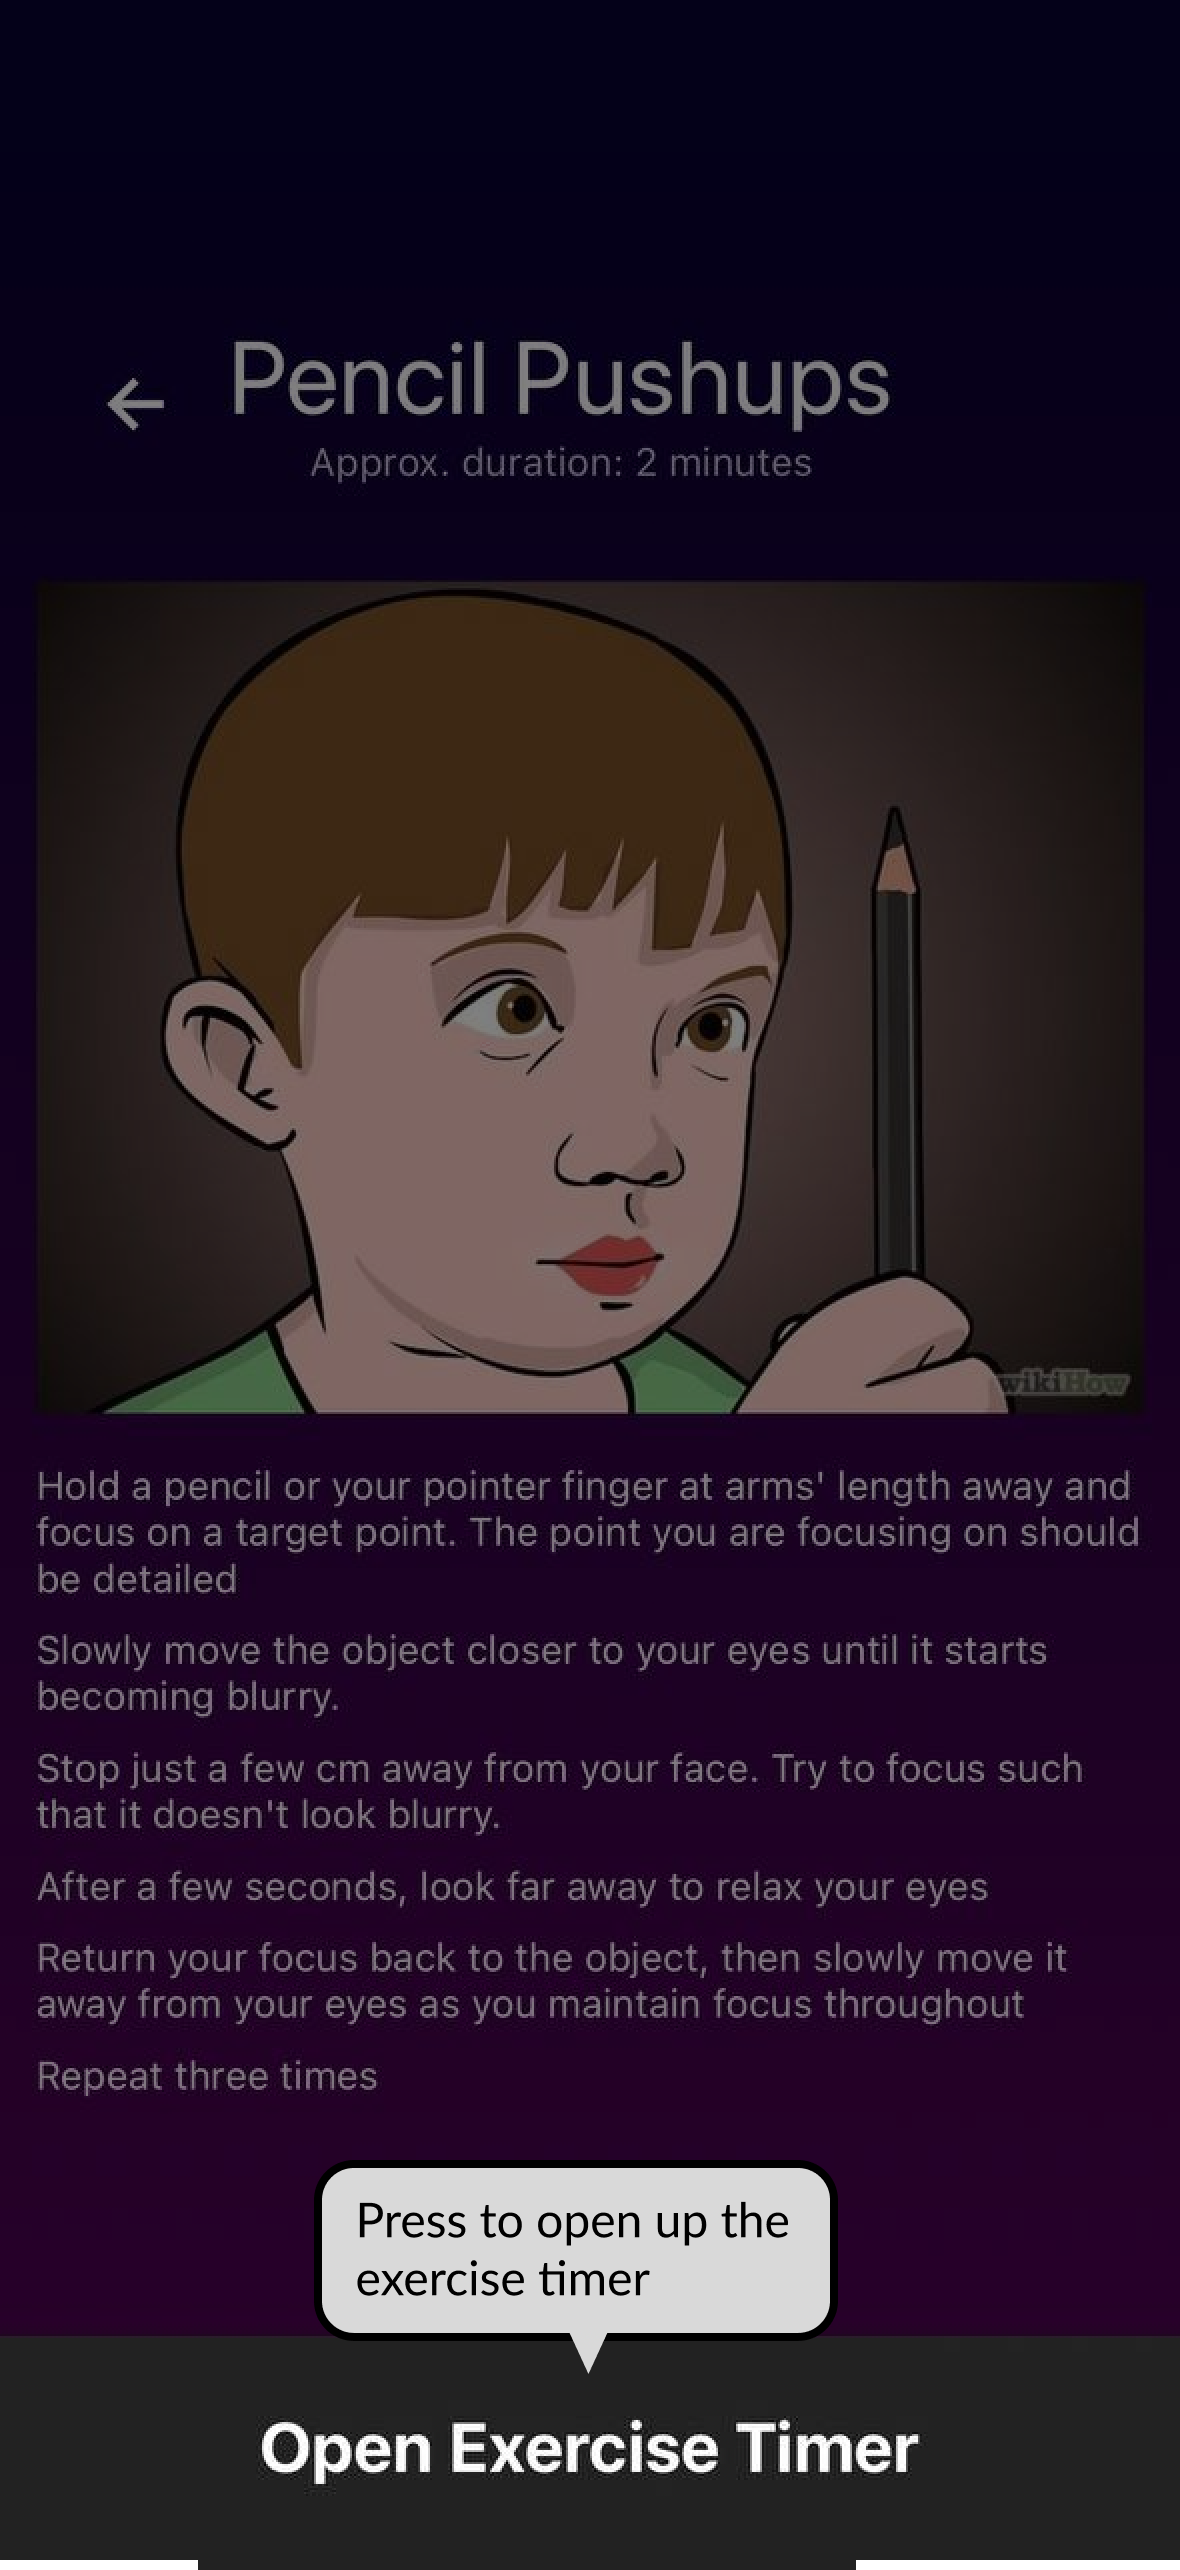 Pencil Pushups
Approx. duration: 2 minutes
wikiHow
Hold a pencil or your pointer finger at arms' length away and
focus on a target point. The point you are focusing on should
be detailed
Slowly move the object closer to your eyes until it starts
becoming blurry.
Stop just a few cm away from your face. Try to focus such
that it doesn't look blurry.
After a few seconds, look far away to relax your eyes
Return your focus back to the object, then slowly move it
away from your eyes as you maintain focus throughout
Repeat three times
Press to open up the
exercise timer
Open Exercise Timer